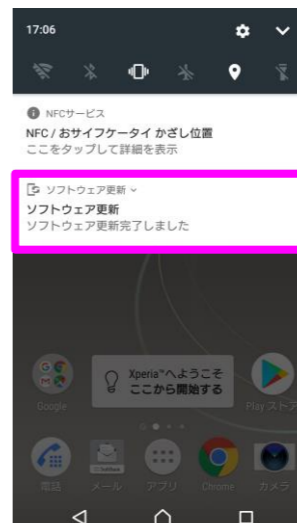 17:06
NFCサービス
NFC / おサイフケータイ かざし位置
ここをタップして詳細を表示
ソフトウェア更新
ソフトウェア更新
ソフトウェア更新完了しました
Xperia™へようこそ
ここから開始する
Google
Play ストア
電話
メール
アプリ
Chrome
カメラ